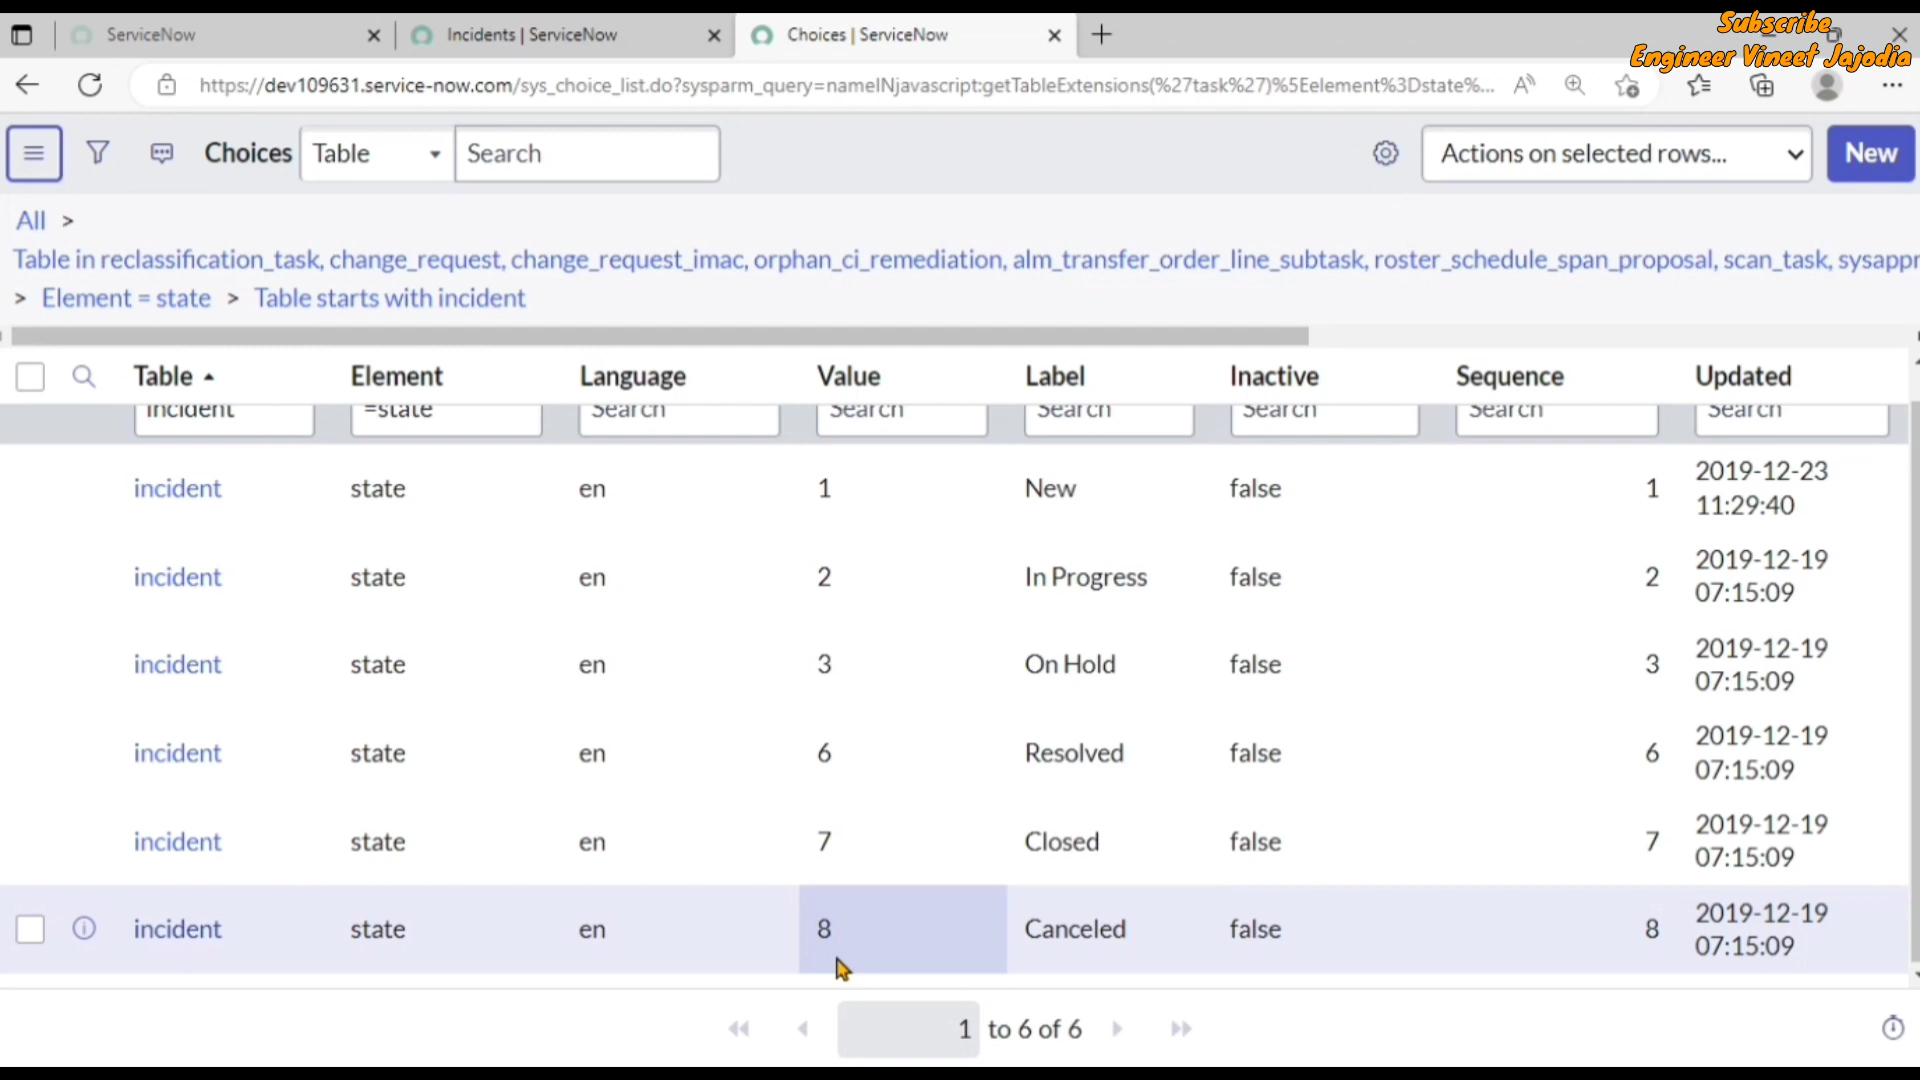 Subscribe
Engineer Vineet Jajodia
ServiceNow
Incidents | ServiceNow
Choices | ServiceNow
https://dev109631.service-now.com/sys_choice_list.do?sysparm_query=nameINjavascript:getTableExtensions(%27task%27)%5Eelement%3Dstate%...
Choices Table Search Actions on selected rows... New
All >
Table in reclassification_task, change_request, change_request_imac, orphan_ci_remediation, alm_transfer_order_line_subtask, roster_schedule_span_proposal, scan_task, sysappr
> Element = state > Table starts with incident
Table Element Language Value Label Inactive Sequence Updated
incident =state Search Search Search Search Search Search
incident state en 1 New false 1 2019-12-23 11:29:40
incident state en 2 In Progress false 2 2019-12-19 07:15:09
incident state en 3 On Hold false 3 2019-12-19 07:15:09
incident state en 6 Resolved false 6 2019-12-19 07:15:09
incident state en 7 Closed false 7 2019-12-19 07:15:09
incident state en 8 Canceled false 8 2019-12-19 07:15:09
1 to 6 of 6